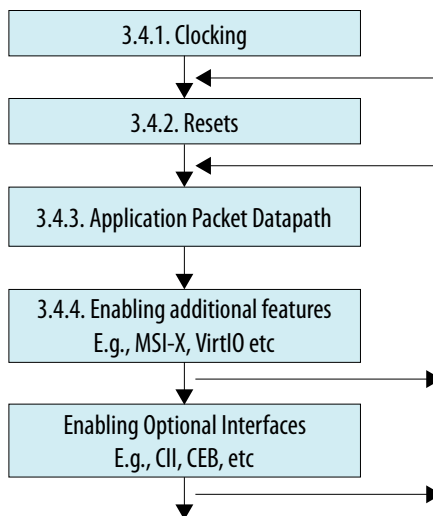 3.4.1. Clocking
3.4.2. Resets
3.4.3. Application Packet Datapath
3.4.4. Enabling additional features
E.g., MSI-X, VirtIO etc
Enabling Optional Interfaces
E.g., CII, CEB, etc